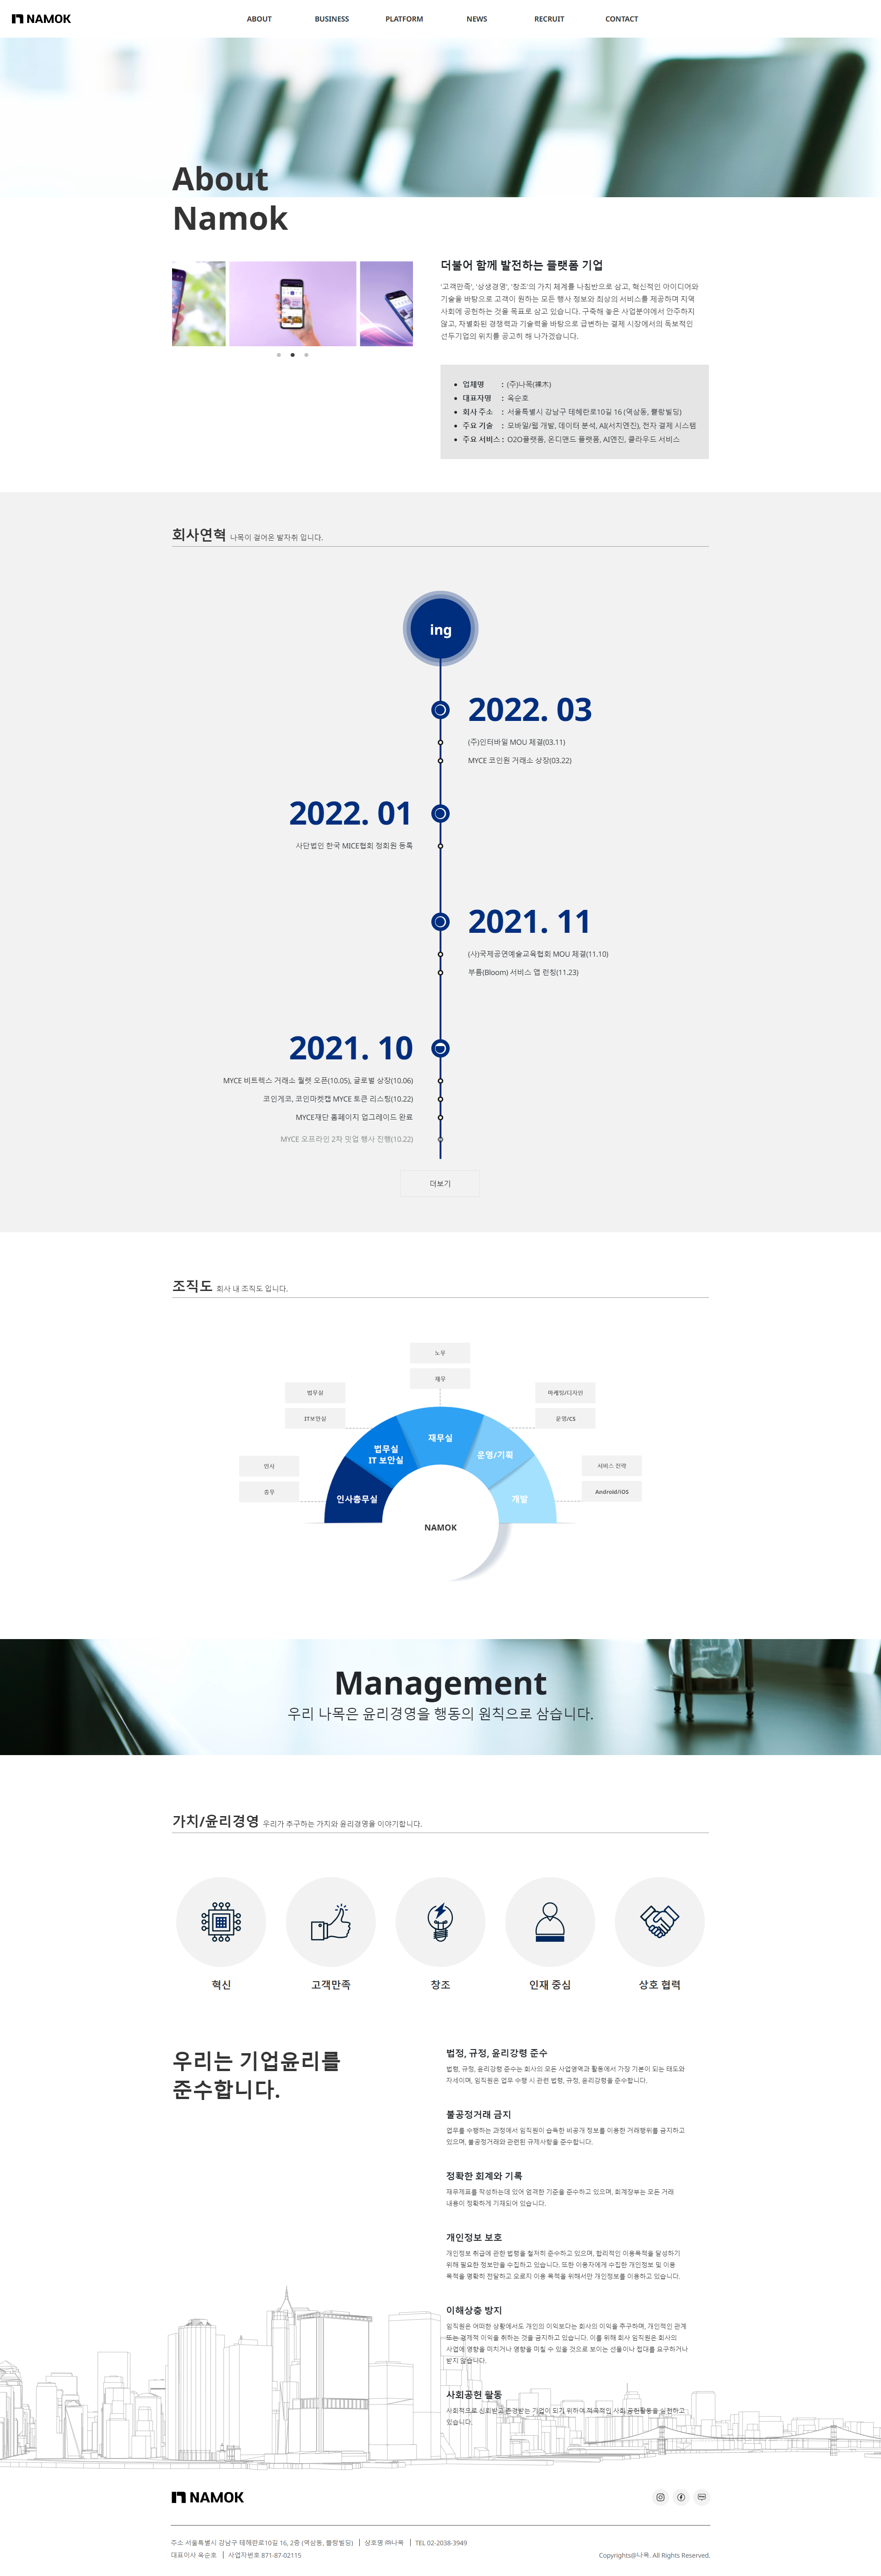 NAMOK
ABOUT
BUSINESS
PLATFORM
NEWS
RECRUIT
CONTACT
About
Namok
더불어 함께 발전하는 플랫폼 기업
'고객만족', '상생경영', '창조'의 가치 체계를 나침반으로 삼고, 혁신적인 아이디어와
기술을 바탕으로 고객이 원하는 모든 행사 정보와 최상의 서비스를 제공하며 지역
사회에 공헌하는 것을 목표로 삼고 있습니다. 구축해 놓은 사업분야에서 안주하지
않고, 차별화된 경쟁력과 기술력을 바탕으로 급변하는 결제 시장에서의 독보적인
선두기업의 위치를 공고히 해 나가겠습니다.
업체명 : (주)나목(裸木)
대표자명 : 옥순호
회사 주소 : 서울특별시 강남구 테헤란로10길 16 (역삼동, 뿔랑빌딩)
주요 기술 : 모바일/웹 개발, 데이터 분석, AI(서치엔진), 전자 결제 시스템
주요 서비스 : O2O플랫폼, 온디맨드 플랫폼, AI엔진, 클라우드 서비스
회사연혁 나목이 걸어온 발자취 입니다.
ing
2022. 03
(주)인터바일 MOU 체결(03.11)
MYCE 코인원 거래소 상장(03.22)
2022. 01
사단법인 한국 MICE협회 정회원 등록
2021. 11
(사)국제공연예술교육협회 MOU 체결(11.10)
부름(Bloom) 서비스 앱 런칭(11.23)
2021. 10
MYCE 비트렉스 거래소 월렛 오픈(10.05), 글로벌 상장(10.06)
코인게코, 코인마켓캡 MYCE 토큰 리스팅(10.22)
MYCE재단 홈페이지 업그레이드 완료
MYCE 오프라인 2차 밋업 행사 진행(10.22)
더보기
조직도 회사 내 조직도 입니다.
노무
재무
법무실
IT보안실
마케팅/디자인
운영/CS
인사
총무
서비스 전략
Android/iOS
재무실
법무실
IT 보안실
운영/기획
인사총무실
개발
NAMOK
Management
우리 나목은 윤리경영을 행동의 원칙으로 삼습니다.
가치/윤리경영 우리가 추구하는 가치와 윤리경영을 이야기합니다.
혁신
고객만족
창조
인재 중심
상호 협력
우리는 기업윤리를
준수합니다.
법정, 규정, 윤리강령 준수
법령, 규정, 윤리강령 준수는 회사의 모든 사업영역과 활동에서 가장 기본이 되는 태도와
자세이며, 임직원은 업무 수행 시 관련 법령, 규정, 윤리강령을 준수합니다.
불공정거래 금지
업무를 수행하는 과정에서 임직원이 습득한 비공개 정보를 이용한 거래행위를 금지하고
있으며, 불공정거래와 관련된 규제사항을 준수합니다.
정확한 회계와 기록
재무제표를 작성하는데 있어 엄격한 기준을 준수하고 있으며, 회계장부는 모든 거래
내용이 정확하게 기재되어 있습니다.
개인정보 보호
개인정보 취급에 관한 법령을 철저히 준수하고 있으며, 합리적인 이용목적을 달성하기
위해 필요한 정보만을 수집하고 있습니다. 또한 이용자에게 수집한 개인정보 및 이용
목적을 명확히 전달하고 오로지 이용 목적을 위해서만 개인정보를 이용하고 있습니다.
이해상충 방지
임직원은 어떠한 상황에서도 개인의 이익보다는 회사의 이익을 추구하며, 개인적인 관계
또는 경제적 이익을 취하는 것을 금지하고 있습니다. 이를 위해 회사 임직원은 회사의
사업에 영향을 미치거나 영향을 미칠 수 있을 것으로 보이는 선물이나 접대를 요구하거나
받지 않습니다.
사회공헌 활동
사회적으로 신뢰받고 존경받는 기업이 되기 위하여 적극적인 사회 공헌활동을 실천하고
있습니다.
NAMOK
주소 서울특별시 강남구 테헤란로10길 16, 2층 (역삼동, 뿔랑빌딩) | 상호명 ㈜나목 | TEL 02-2038-3949
대표이사 옥순호 | 사업자번호 871-87-02115
Copyrights@나목. All Rights Reserved.